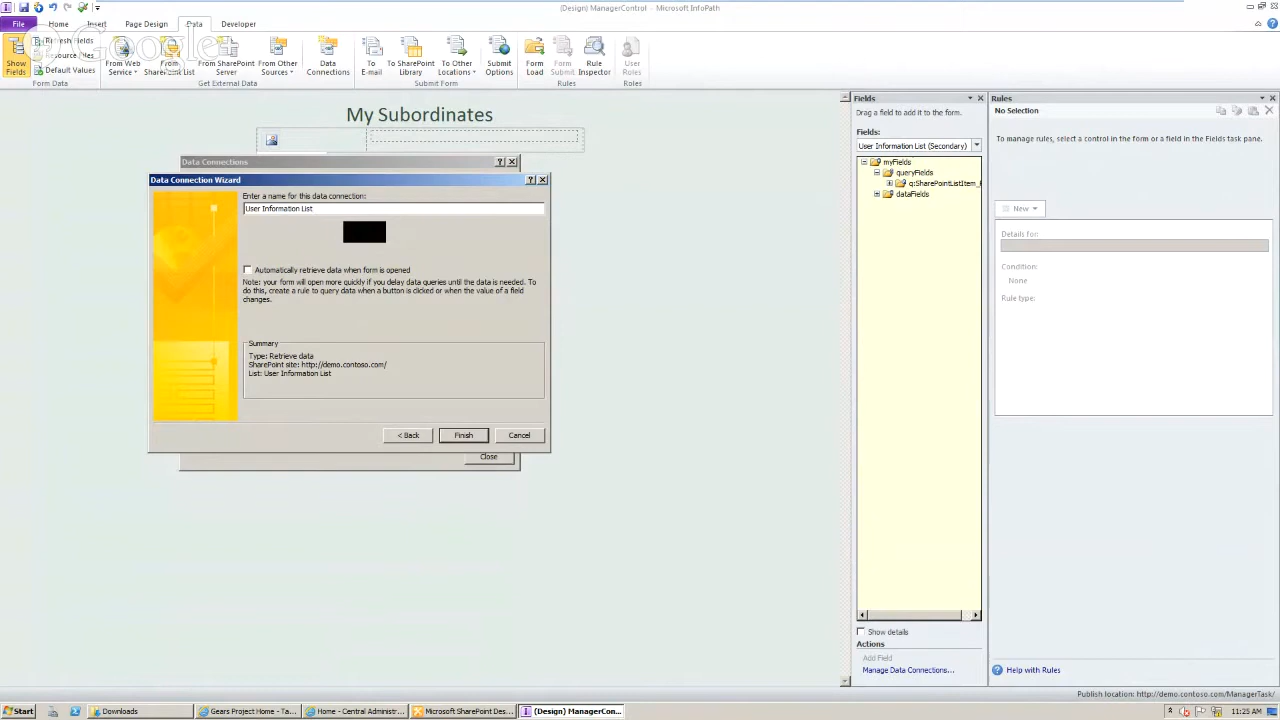 (Design) ManagerControl - Microsoft InfoPath
File
Home
Insert
Page Design
Data
Developer
Google
Show Fields
Refresh Fields
Resource Files
Default Values
Form Data
From Web Service
From SharePoint List
From SharePoint Server
From Other Sources
Data Connections
Get External Data
To E-mail
To SharePoint Library
To Other Locations
Submit Options
Submit Form
Form Load
Form Submit
Rule Inspector
Rules
User Roles
Roles
My Subordinates
Data Connections
Data Connection Wizard
Enter a name for this data connection:
User Information List
Automatically retrieve data when form is opened
Note: your form will open more quickly if you delay data queries until the data is needed. To
do this, create a rule to query data when a button is clicked or when the value of a field
changes.
Summary
Type: Retrieve data
SharePoint site: http://demo.contoso.com/
List: User Information List
< Back
Finish
Cancel
Close
Fields
Drag a field to add it to the form.
Fields:
User Information List (Secondary)
myFields
queryFields
q:SharePointListItem_
dataFields
Show details
Actions
Add Field
Manage Data Connections...
Rules
No Selection
To manage rules, select a control in the form or a field in the Fields task pane.
New
Details for:
Condition:
None
Rule type:
Help with Rules
Publish location: http://demo.contoso.com/ManagerTask/
Start
Downloads
Gears Project Home - Ta...
Home - Central Administr...
Microsoft SharePoint Des...
(Design) ManagerCon...
11:25 AM